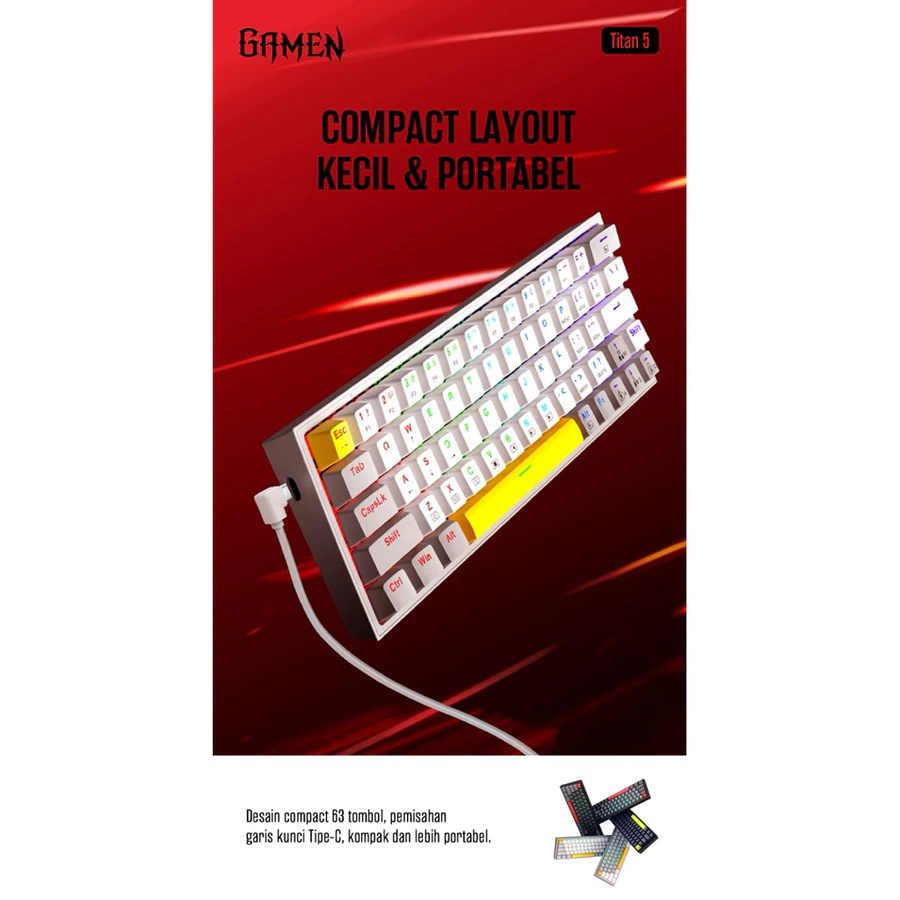 GAMEN
Titan 5
COMPACT LAYOUT
KECIL & PORTABEL
Esc
Tab Q W E R T Y U I O P
CapsLk A S D F G H J K L
Shift Z X C V B N M Shift
Ctrl Win Alt Alt Fn
Desain compact 63 tombol, pemisahan
garis kunci Tipe-C, kompak dan lebih portabel.